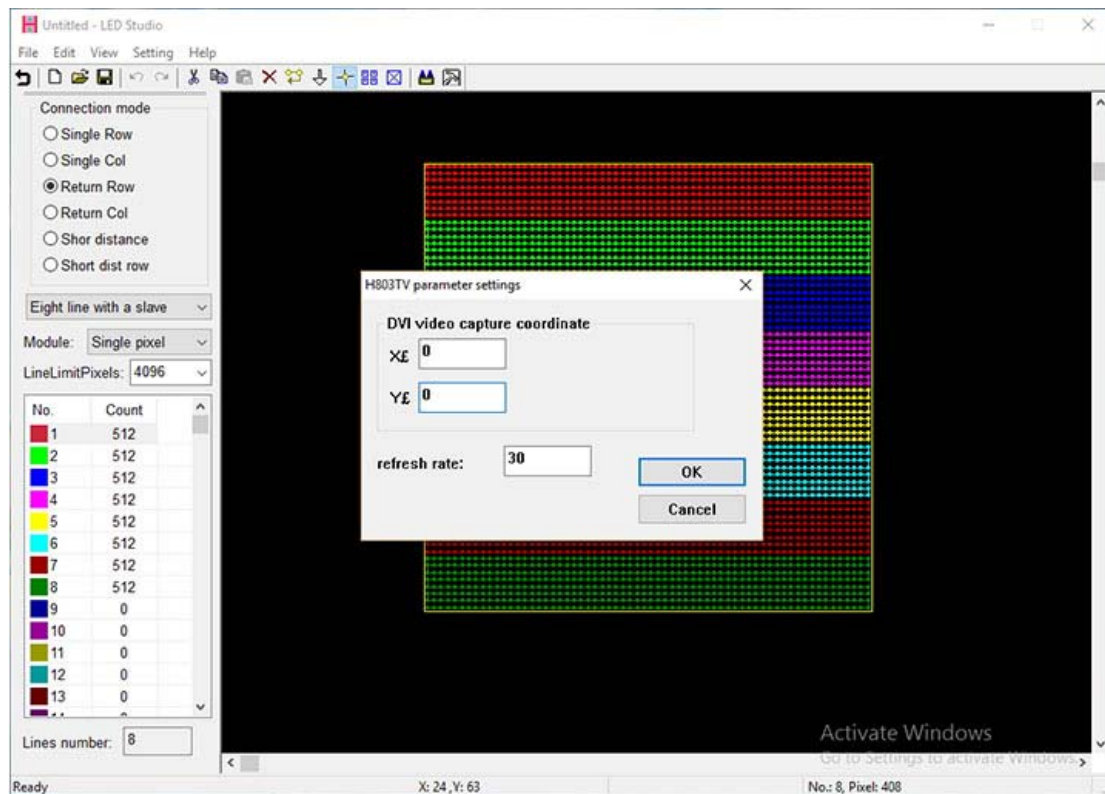 Untitled - LED Studio
File Edit View Setting Help
Connection mode
Single Row
Single Col
Return Row
Return Col
Shor distance
Short dist row
Eight line with a slave
Module: Single pixel
LineLimitPixels: 4096
No. Count
1 512
2 512
3 512
4 512
5 512
6 512
7 512
8 512
9 0
10 0
11 0
12 0
13 0
Lines number: 8
H803TV parameter settings
DVI video capture coordinate
X£ 0
Y£ 0
refresh rate: 30
OK
Cancel
Activate Windows
Go to Settings to activate Windows.
Ready X: 24 ,Y: 63 No.: 8, Pixel: 408